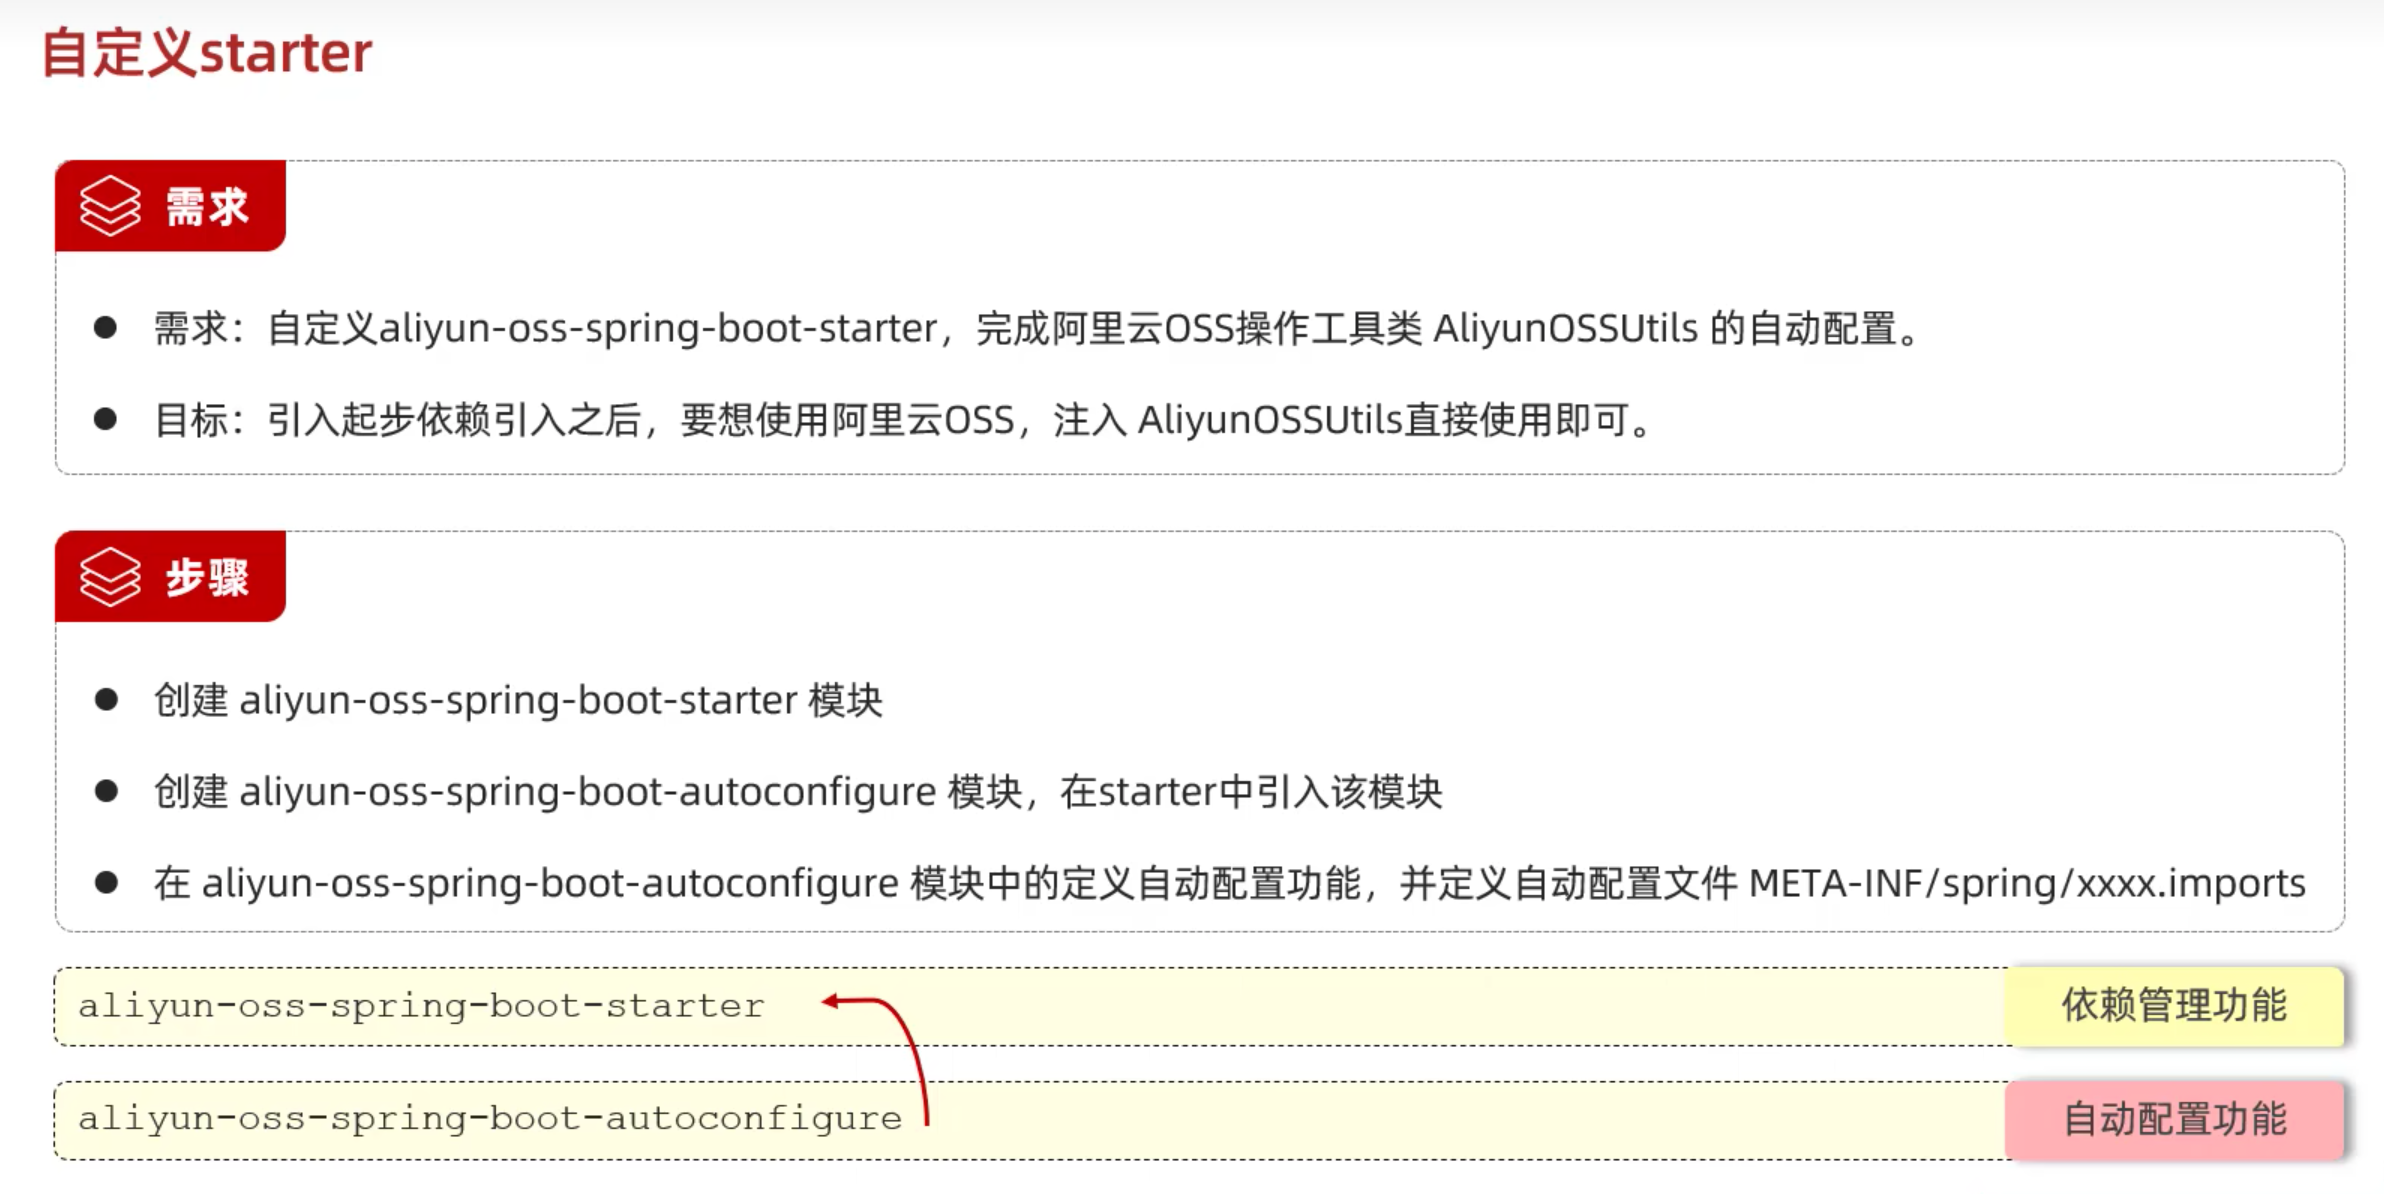 自定义starter
需求
需求：自定义aliyun-oss-spring-boot-starter，完成阿里云OSS操作工具类 AliyunOSSUtils 的自动配置。
目标：引入起步依赖引入之后，要想使用阿里云OSS，注入 AliyunOSSUtils直接使用即可。
步骤
创建 aliyun-oss-spring-boot-starter 模块
创建 aliyun-oss-spring-boot-autoconfigure 模块，在starter中引入该模块
在 aliyun-oss-spring-boot-autoconfigure 模块中的定义自动配置功能，并定义自动配置文件 META-INF/spring/xxxx.imports
aliyun-oss-spring-boot-starter
依赖管理功能
aliyun-oss-spring-boot-autoconfigure
自动配置功能